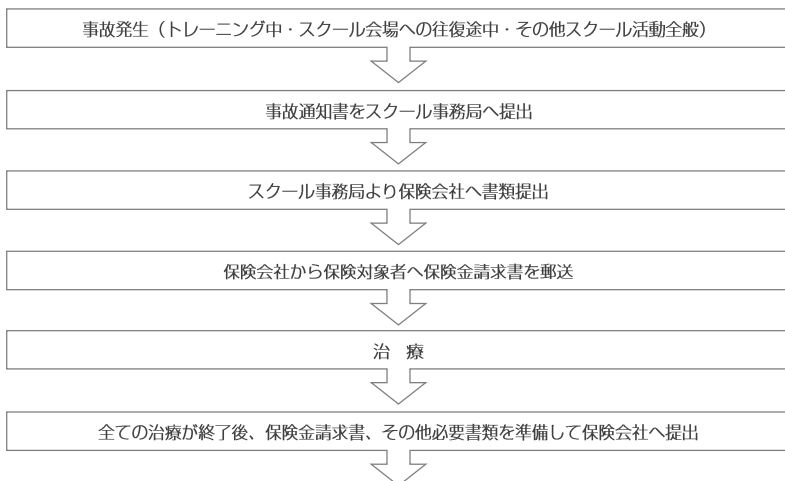 事故発生（トレーニング中・スクール会場への往復途中・その他スクール活動全般）
事故通知書をスクール事務局へ提出
スクール事務局より保険会社へ書類提出
保険会社から保険対象者へ保険金請求書を郵送
治　療
全ての治療が終了後、保険金請求書、その他必要書類を準備して保険会社へ提出